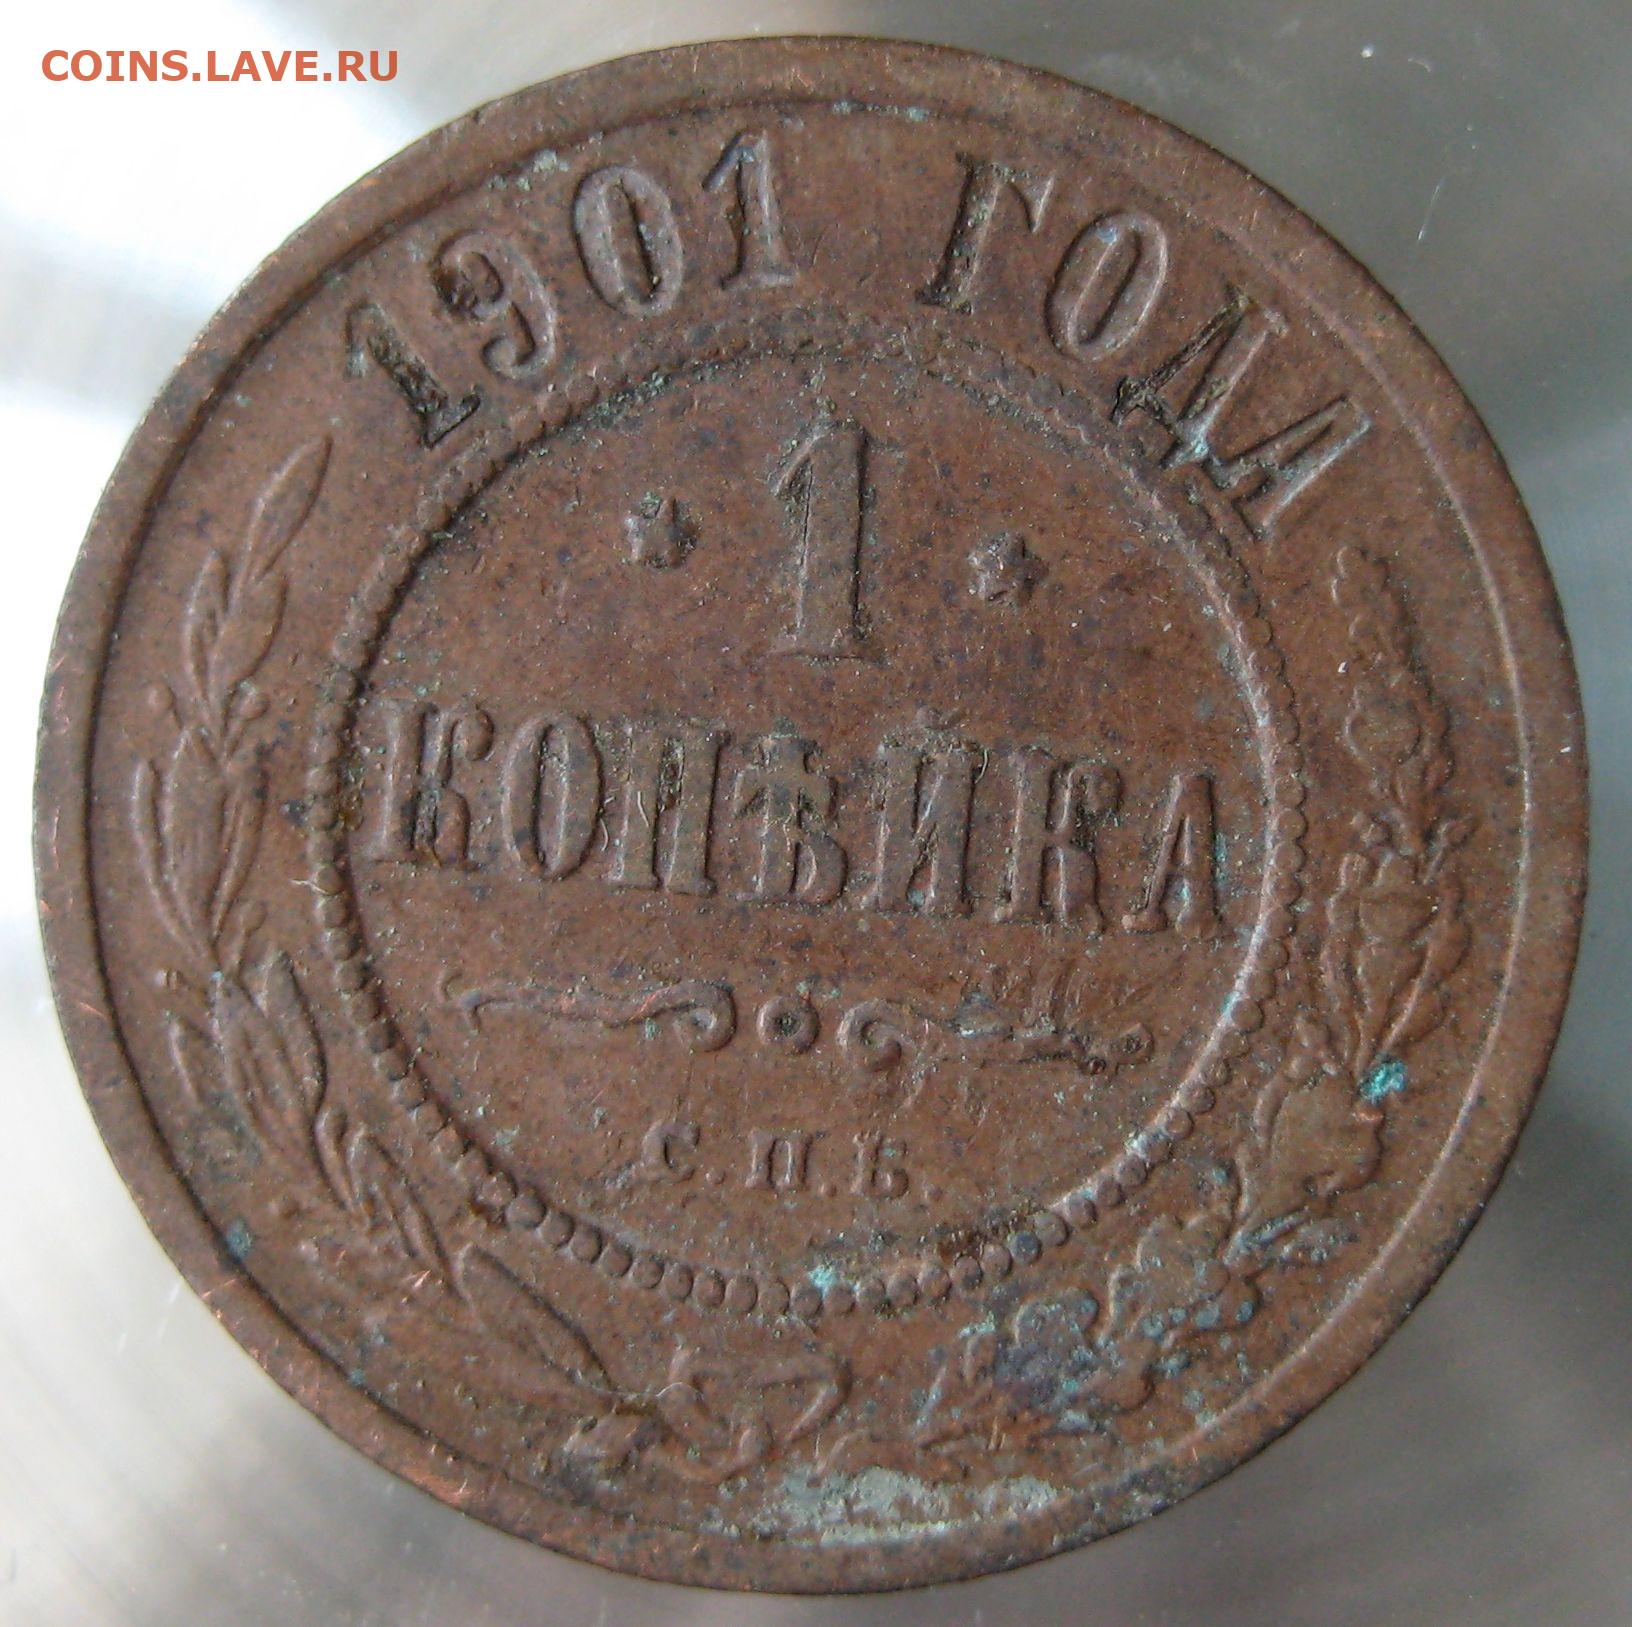 COINS.LAVE.RU
1901 ГОДА
* 1 *
КОПѢЙКА
С.П.Б.